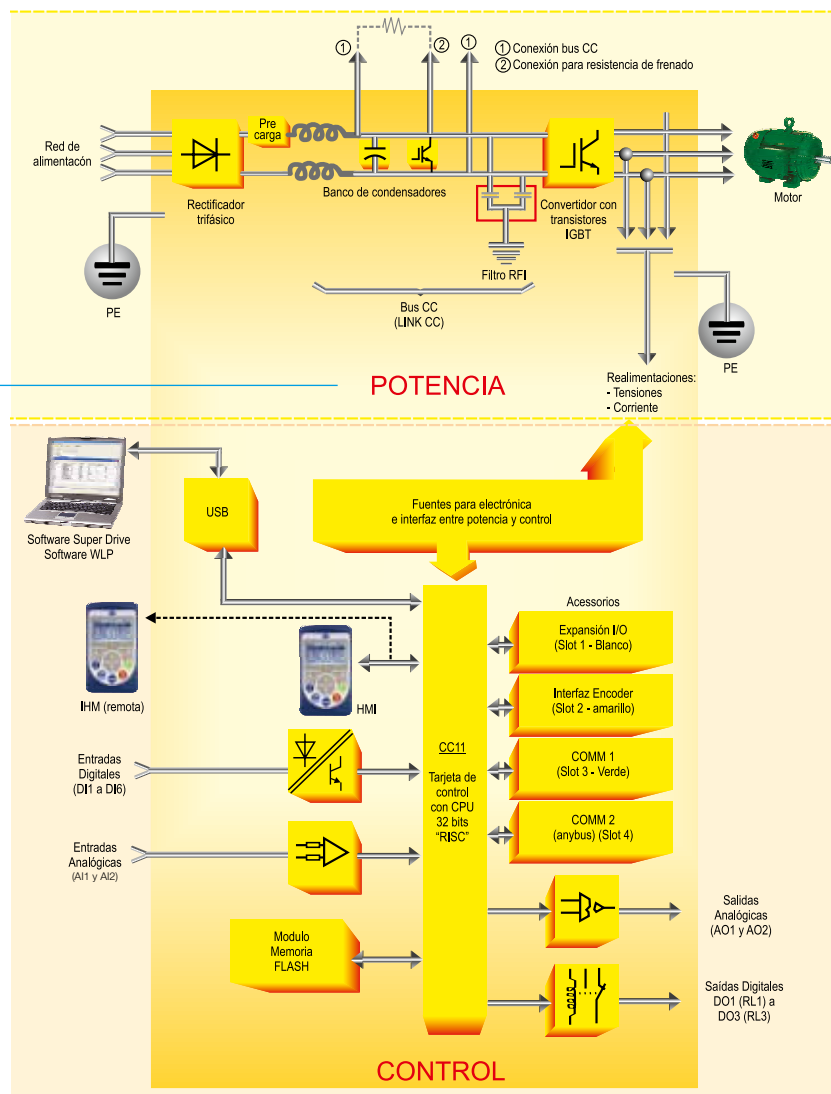 ① Conexión bus CC
② Conexión para resistencia de frenado
①
②
①
Pre
carga
Red de
alimentacón
Rectificador
trifásico
Banco de condensadores
Convertidor con
transistores
IGBT
Motor
Filtro RFI
PE
Bus CC
(LINK CC)
PE
POTENCIA
Realimentaciones:
- Tensiones
- Corriente
USB
Software Super Drive
Software WLP
Fuentes para electrónica
e interfaz entre potencia y control
Acessorios
Expansión I/O
(Slot 1 - Blanco)
IHM (remota)
HMI
Interfaz Encoder
(Slot 2 - amarillo)
CC11
Tarjeta de
control
con CPU
32 bits
“RISC”
Entradas
Digitales
(DI1 a DI6)
COMM 1
(Slot 3 - Verde)
COMM 2
(anybus) (Slot 4)
Entradas
Analógicas
(AI1 y AI2)
Salidas
Analógicas
(AO1 y AO2)
Modulo
Memoria
FLASH
Saídas Digitales
DO1 (RL1) a
DO3 (RL3)
CONTROL